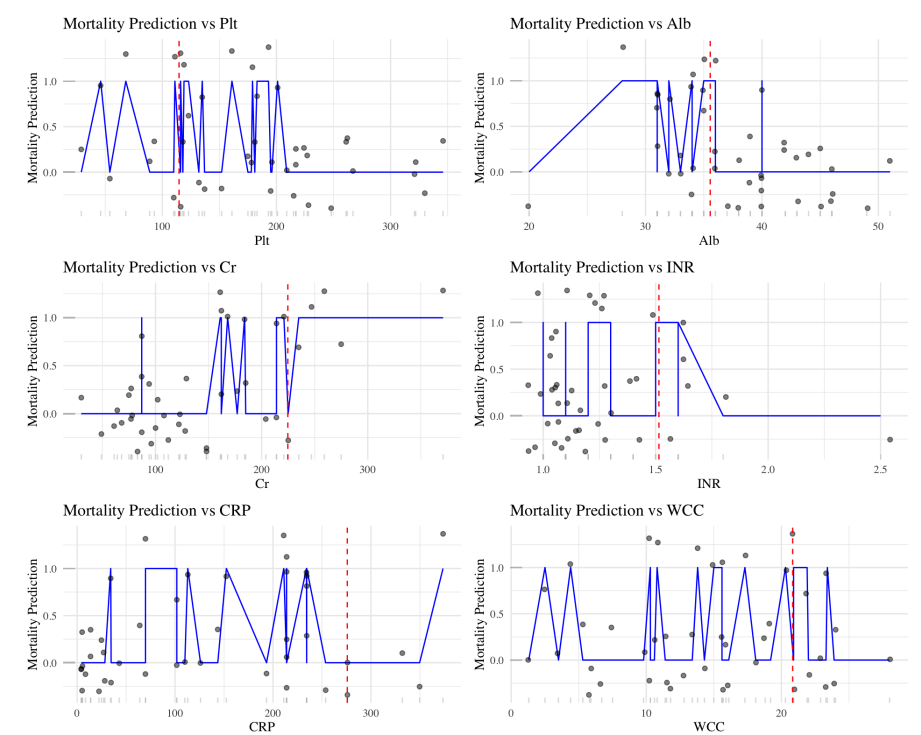 Mortality Prediction vs Plt
Mortality Prediction
1.0
0.5
0.0
100
200
300
Plt
Mortality Prediction vs Alb
Mortality Prediction
1.0
0.5
0.0
20
30
40
50
Alb
Mortality Prediction vs Cr
Mortality Prediction
1.0
0.5
0.0
100
200
300
Cr
Mortality Prediction vs INR
Mortality Prediction
1.0
0.5
0.0
1.0
1.5
2.0
2.5
INR
Mortality Prediction vs CRP
Mortality Prediction
1.0
0.5
0.0
0
100
200
300
CRP
Mortality Prediction vs WCC
Mortality Prediction
1.0
0.5
0.0
0
10
20
WCC